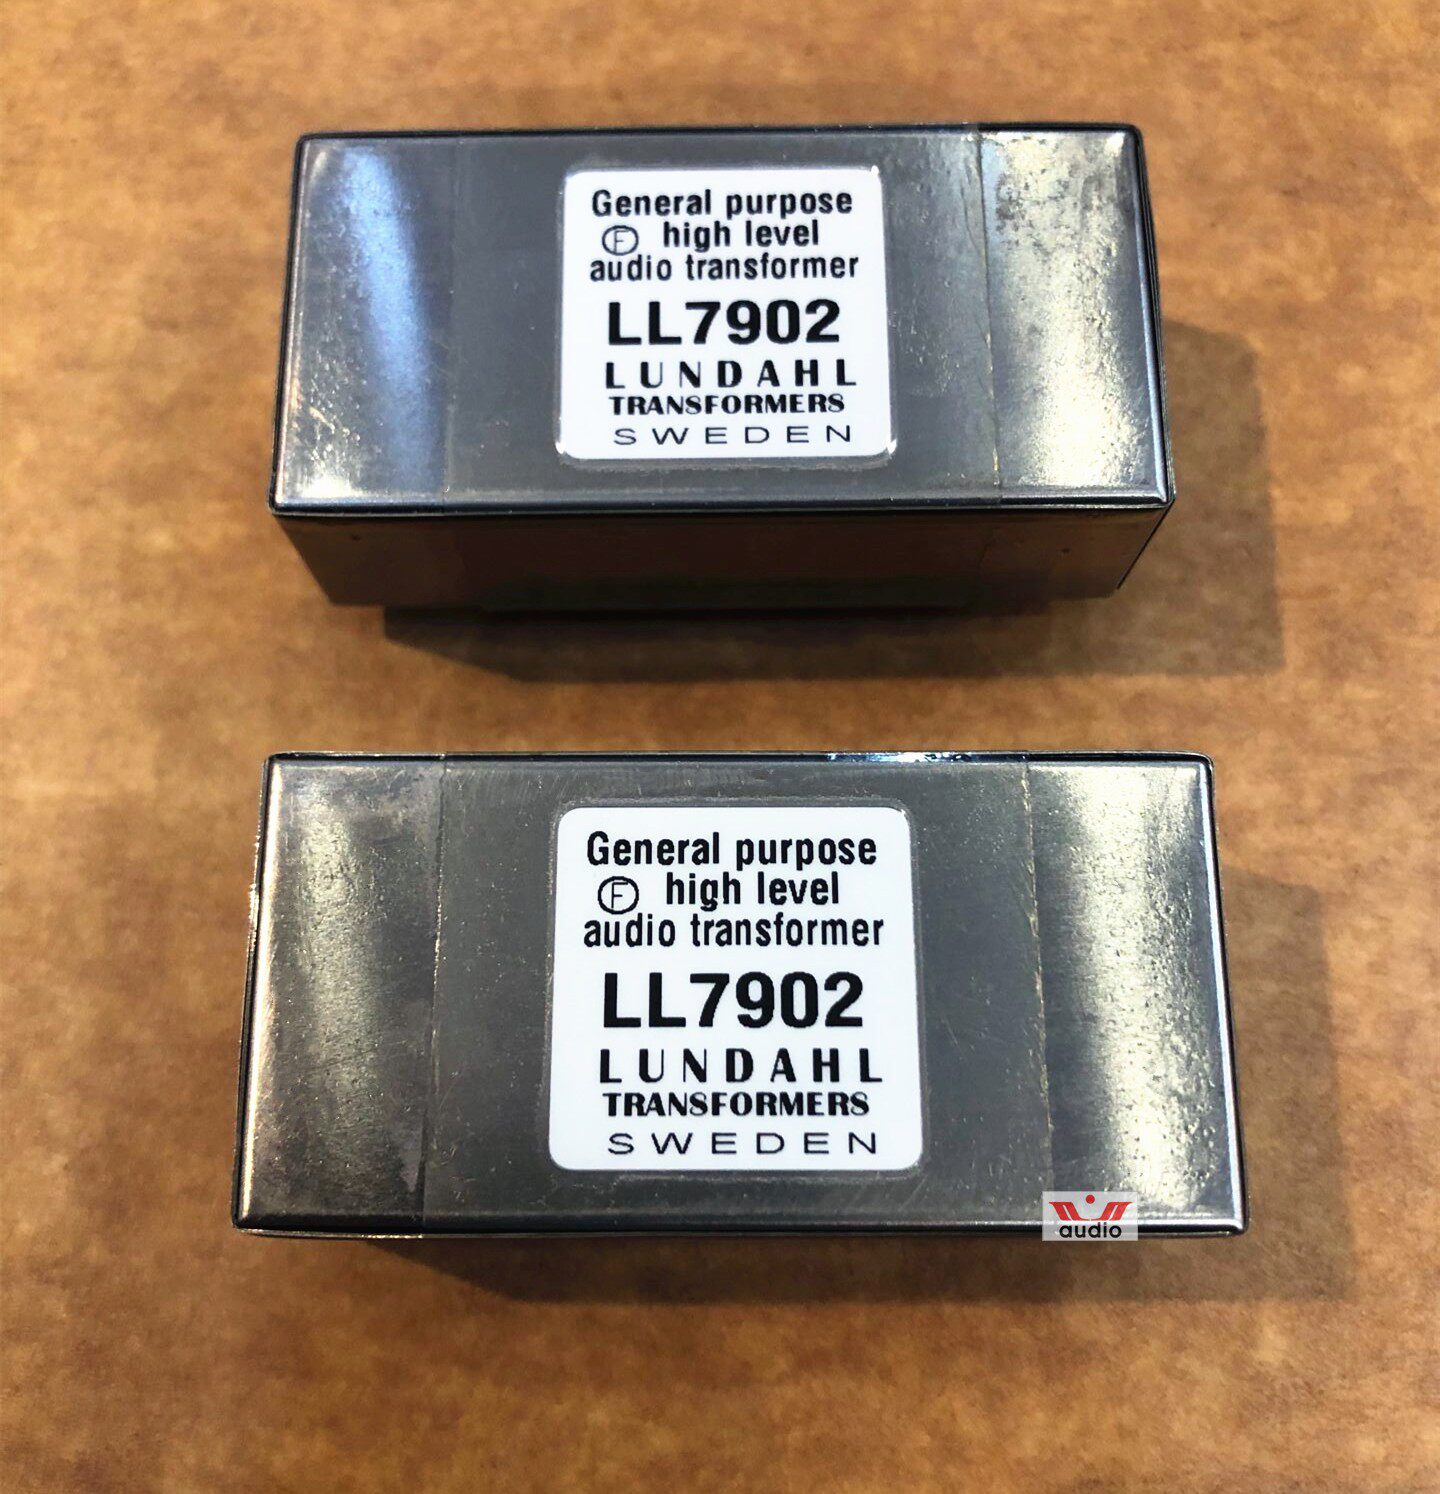 General purpose
Ⓕ high level
audio transformer
LL7902
LUNDAHL
TRANSFORMERS
SWEDEN
General purpose
Ⓕ high level
audio transformer
LL7902
LUNDAHL
TRANSFORMERS
SWEDEN
audio